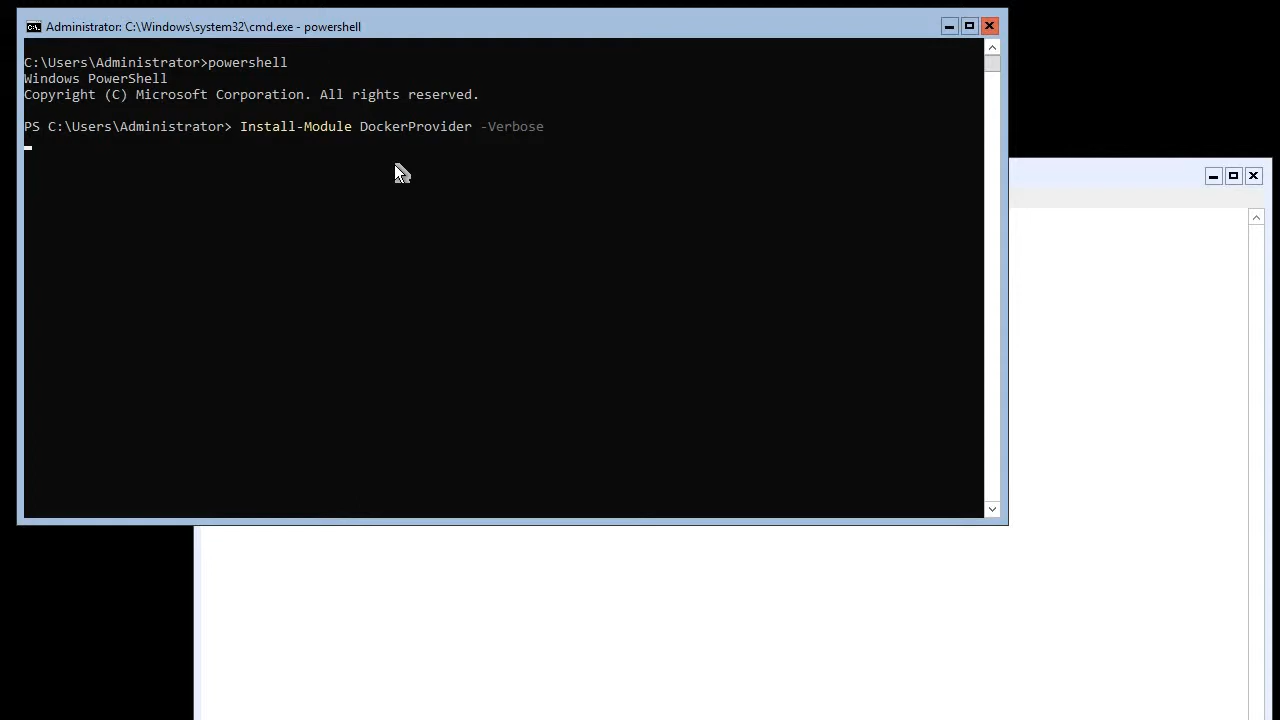 Administrator: C:\Windows\system32\cmd.exe - powershell
C:\Users\Administrator>powershell
Windows PowerShell
Copyright (C) Microsoft Corporation. All rights reserved.
PS C:\Users\Administrator> Install-Module DockerProvider -Verbose